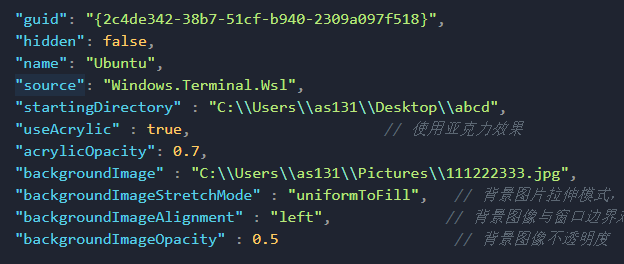 "guid": "{2c4de342-38b7-51cf-b940-2309a097f518}",
"hidden": false,
"name": "Ubuntu",
"source": "Windows.Terminal.Wsl",
"startingDirectory" : "C:\\Users\\as131\\Desktop\\abcd",
"useAcrylic" : true, // 使用亚克力效果
"acrylicOpacity": 0.7,
"backgroundImage" : "C:\\Users\\as131\\Pictures\\111222333.jpg",
"backgroundImageStretchMode" : "uniformToFill", // 背景图片拉伸模式，
"backgroundImageAlignment" : "left", // 背景图像与窗口边界
"backgroundImageOpacity" : 0.5 // 背景图像不透明度